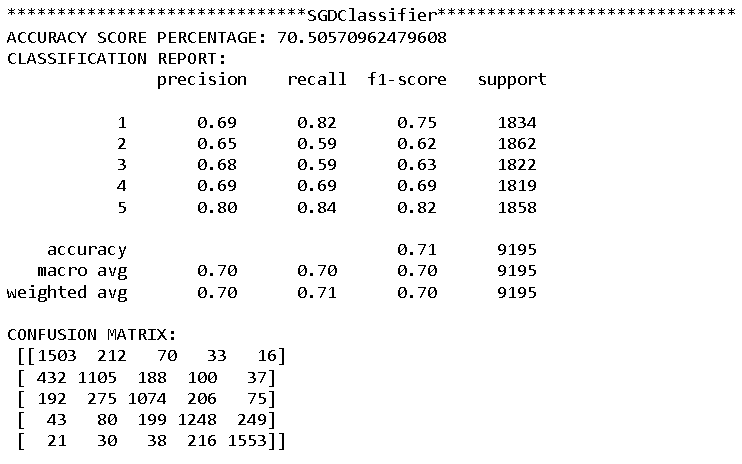 ******************************SGDClassifier******************************
ACCURACY SCORE PERCENTAGE: 70.50570962479608
CLASSIFICATION REPORT:
precision recall f1-score support
1 0.69 0.82 0.75 1834
2 0.65 0.59 0.62 1862
3 0.68 0.59 0.63 1822
4 0.69 0.69 0.69 1819
5 0.80 0.84 0.82 1858
accuracy 0.71 9195
macro avg 0.70 0.70 0.70 9195
weighted avg 0.70 0.71 0.70 9195
CONFUSION MATRIX:
[[1503 212 70 33 16]
[ 432 1105 188 100 37]
[ 192 275 1074 206 75]
[ 43 80 199 1248 249]
[ 21 30 38 216 1553]]